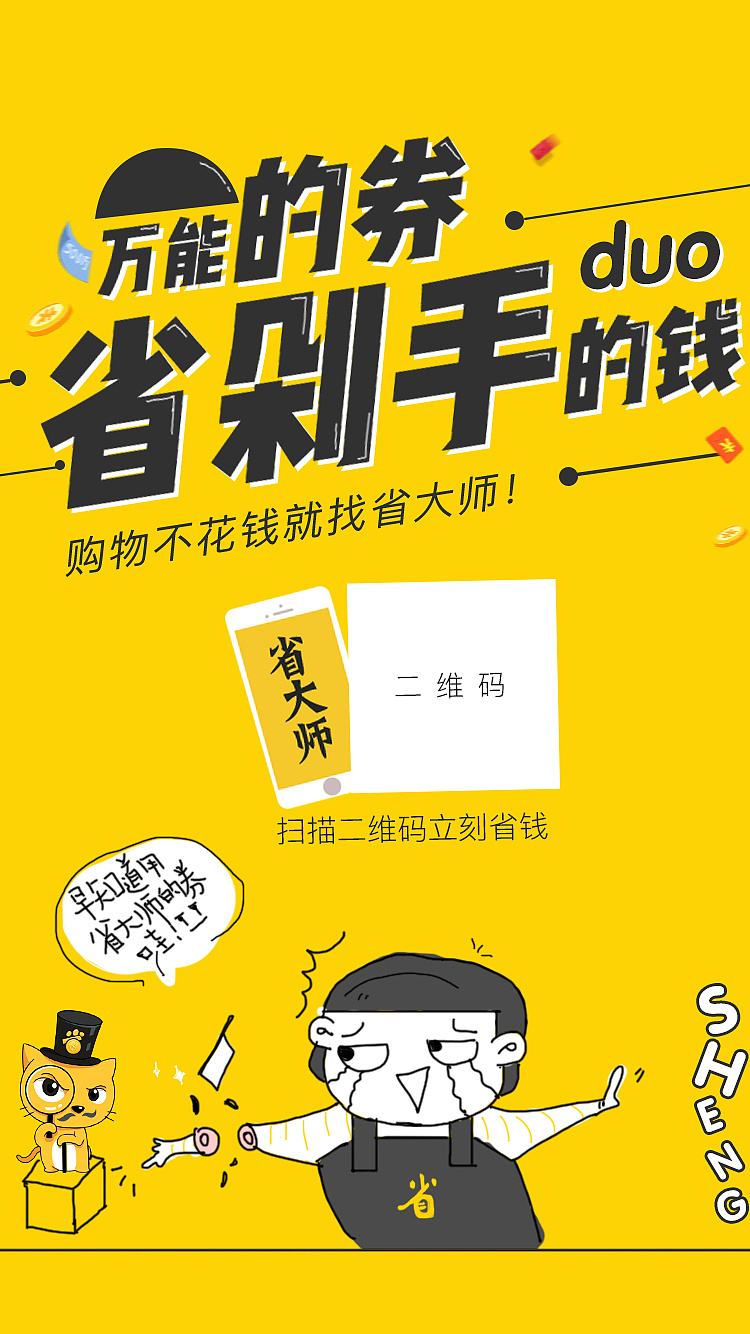 万能的券
duo
省剁手的钱
购物不花钱就找省大师！
省大师
二维码
扫描二维码立刻省钱
早知道用
省大师的券
哇！！！
省
SHENG